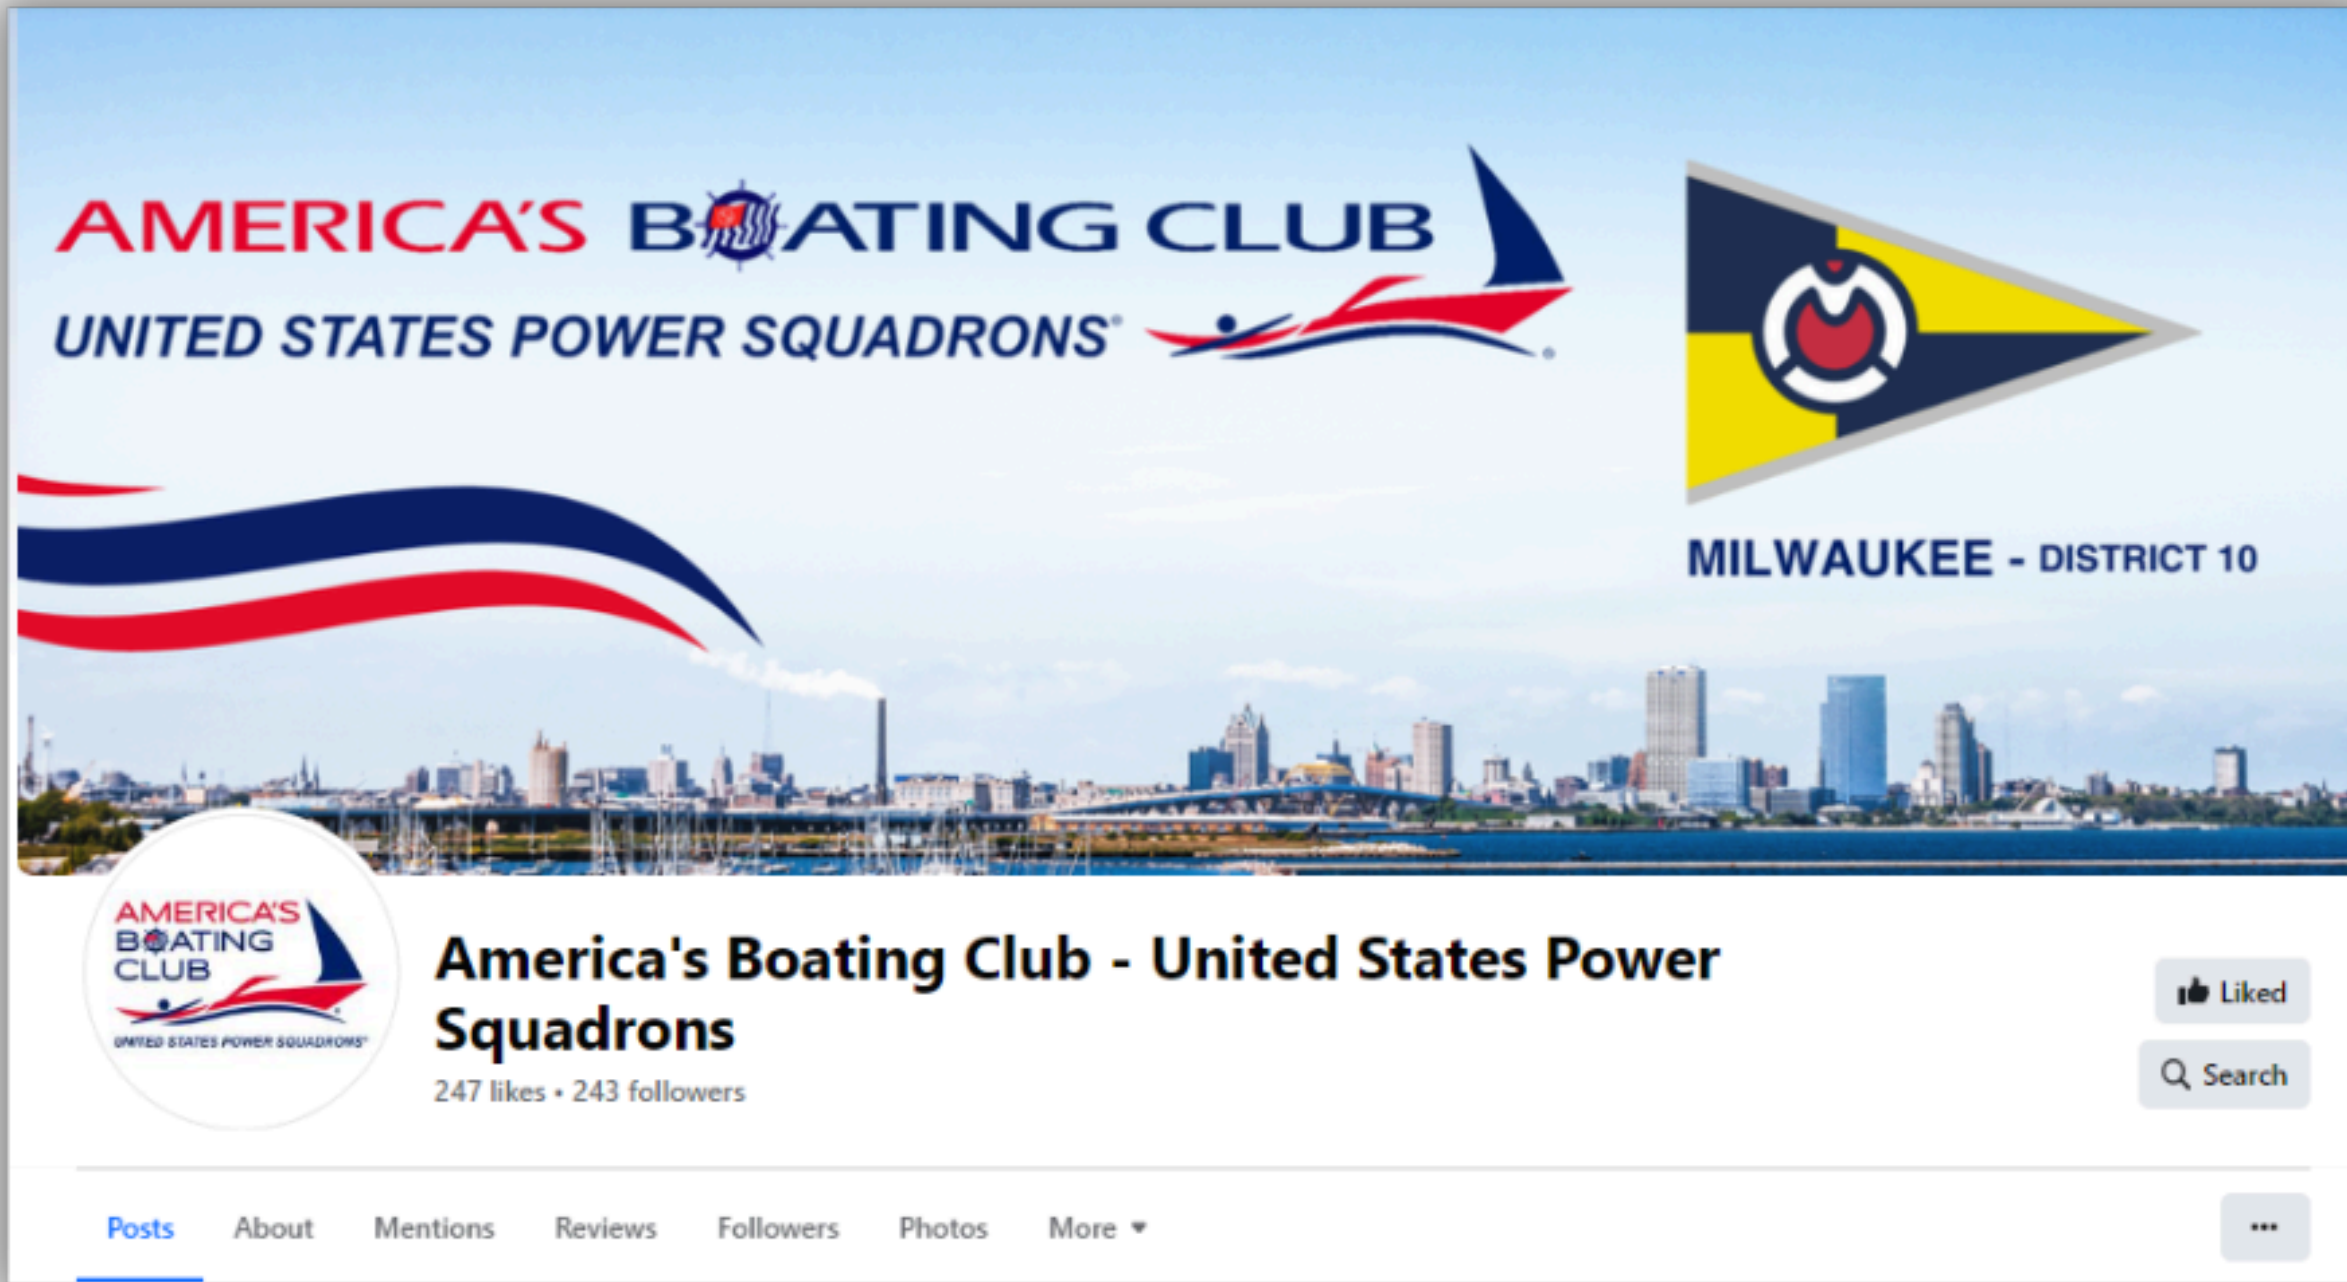 AMERICA'S BOATING CLUB
UNITED STATES POWER SQUADRONS®
®
MILWAUKEE - DISTRICT 10
AMERICA'S
BOATING
CLUB
UNITED STATES POWER SQUADRONS®
America's Boating Club - United States Power
Squadrons
247 likes • 243 followers
Liked
Search
Posts About Mentions Reviews Followers Photos More